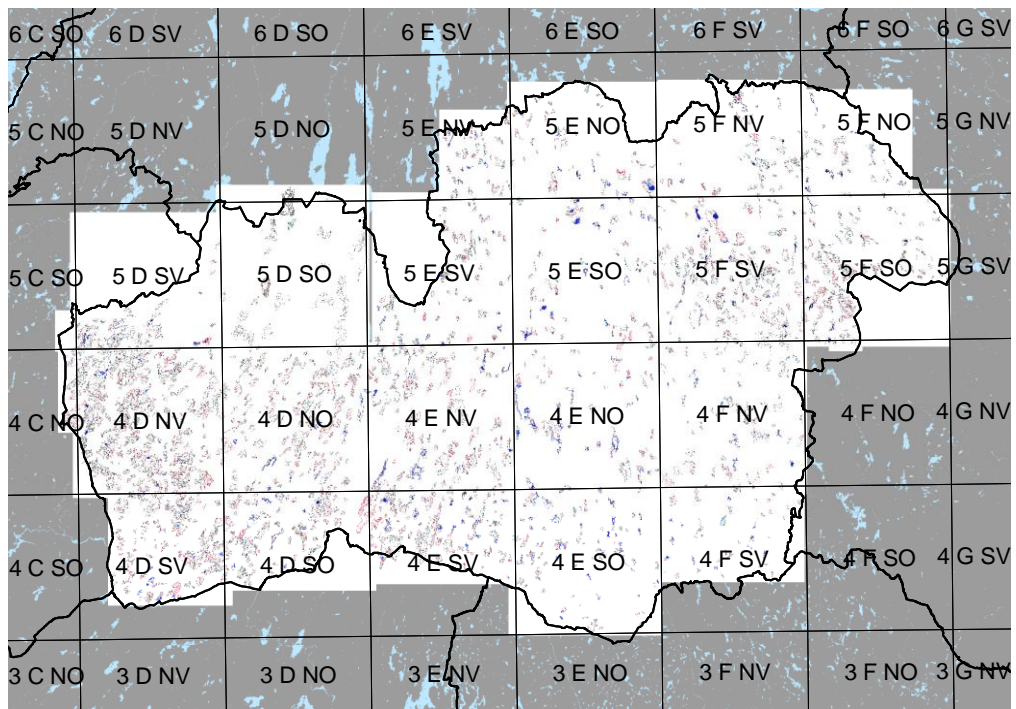 6 C SO 6 D SV 6 D SO 6 E SV 6 E SO 6 F SV 6 F SO 6 G SV
5 C NO 5 D NV 5 D NO 5 E NV 5 E NO 5 F NV 5 F NO 5 G NV
5 C SO 5 D SV 5 D SO 5 E SV 5 E SO 5 F SV 5 F SO 5 G SV
4 C NO 4 D NV 4 D NO 4 E NV 4 E NO 4 F NV 4 F NO 4 G NV
4 C SO 4 D SV 4 D SO 4 E SV 4 E SO 4 F SV 4 F SO 4 G SV
3 C NO 3 D NV 3 D NO 3 E NV 3 E NO 3 F NV 3 F NO 3 G NV